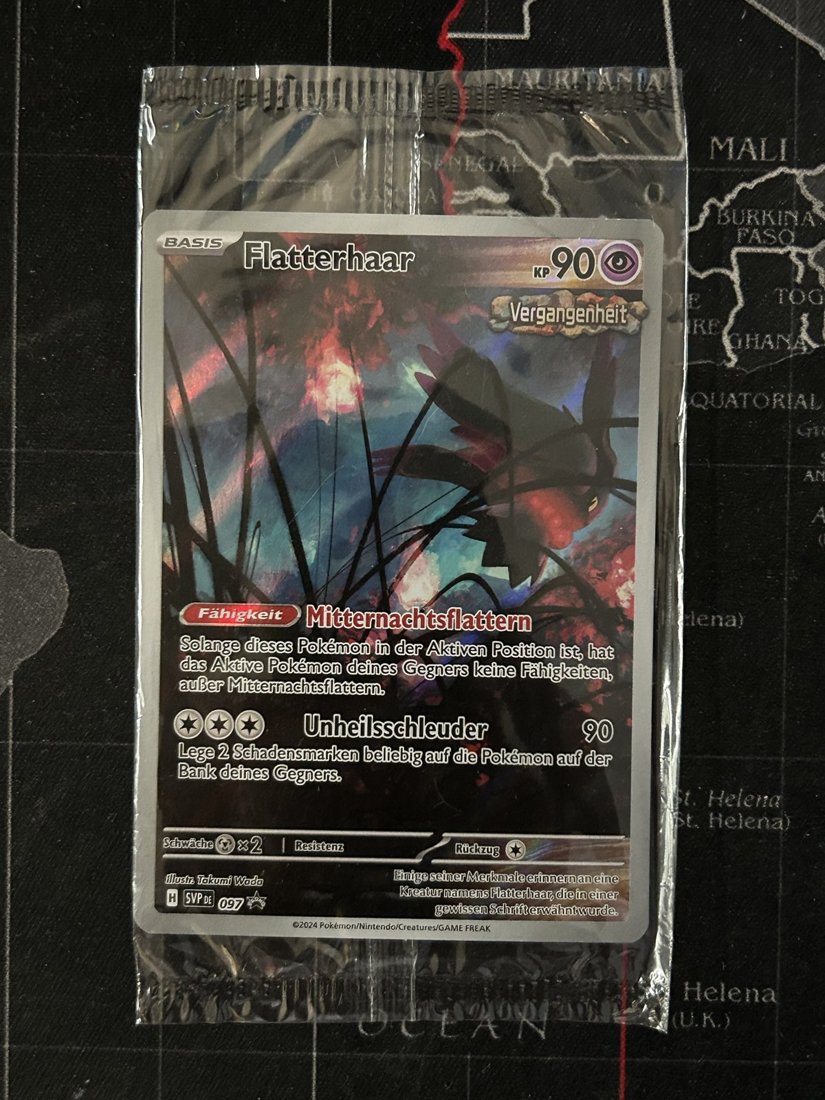 MAURITANIA
SENEGAL
MALI
BURKINA
FASO
BASIS
Flatterhaar
KP 90
Vergangenheit
GHANA
EQUATORIAL
Fähigkeit Mitternachtsflattern
Solange dieses Pokémon in der Aktiven Position ist, hat
das Aktive Pokémon deines Gegners keine Fähigkeiten,
außer Mitternachtsflattern.
Unheilsschleuder 90
Lege 2 Schadensmarken beliebig auf die Pokémon auf der
Bank deines Gegners.
St. Helena
St. Helena)
Schwäche ×2 Resistenz Rückzug
Illustr. Takumi Wada
Einige seiner Merkmale erinnern an eine
Kreatur namens Flatterhaar, die in einer
gewissen Schrift erwähnt wurde.
H SVP DE 097
©2024 Pokémon/Nintendo/Creatures/GAME FREAK
Helena
(U.K.)
OCEAN